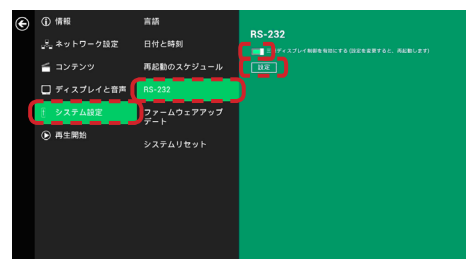 情報
ネットワーク設定
コンテンツ
ディスプレイと音声
システム設定
再生開始
言語
日付と時刻
再起動のスケジュール
RS-232
ファームウェアアップ
デート
システムリセット
RS-232
ディスプレイ制御を有効にする (設定を変更すると、再起動します)
設定